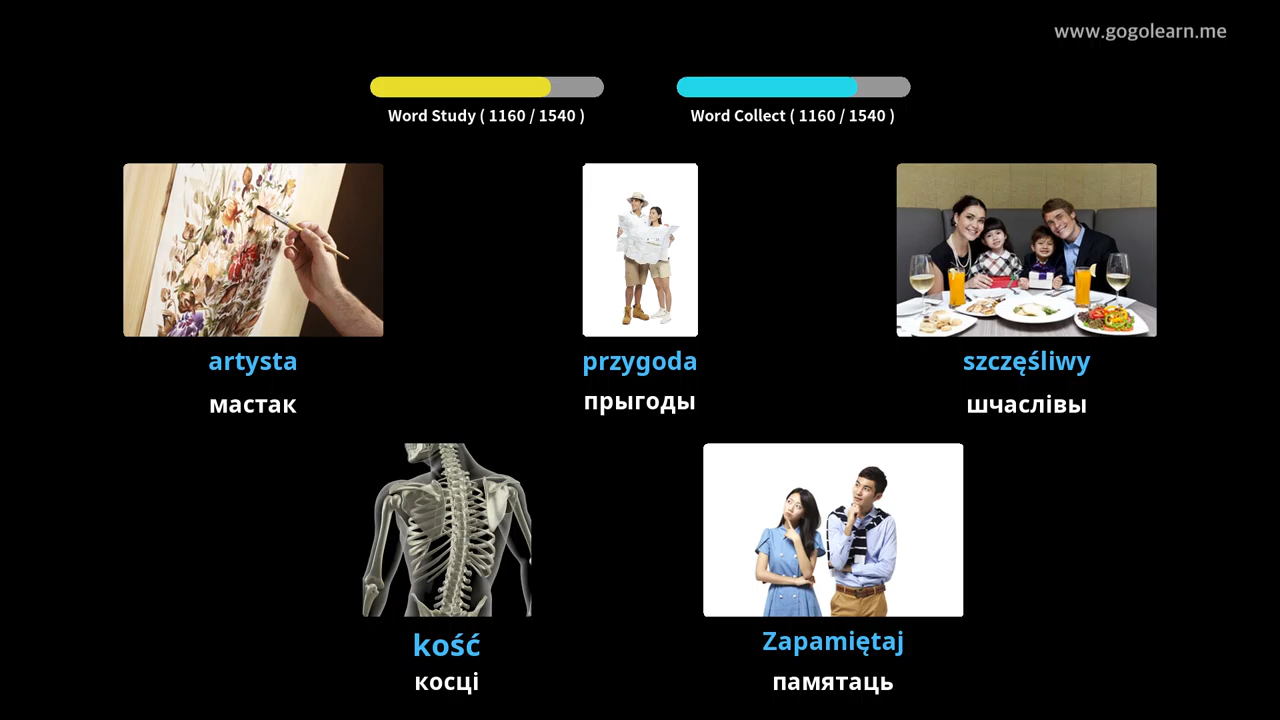 www.gogolearn.me
Word Study ( 1160 / 1540 )
Word Collect ( 1160 / 1540 )
artysta
przygoda
szczęśliwy
мастак
прыгоды
шчаслівы
kość
Zapamiętaj
косці
памятаць